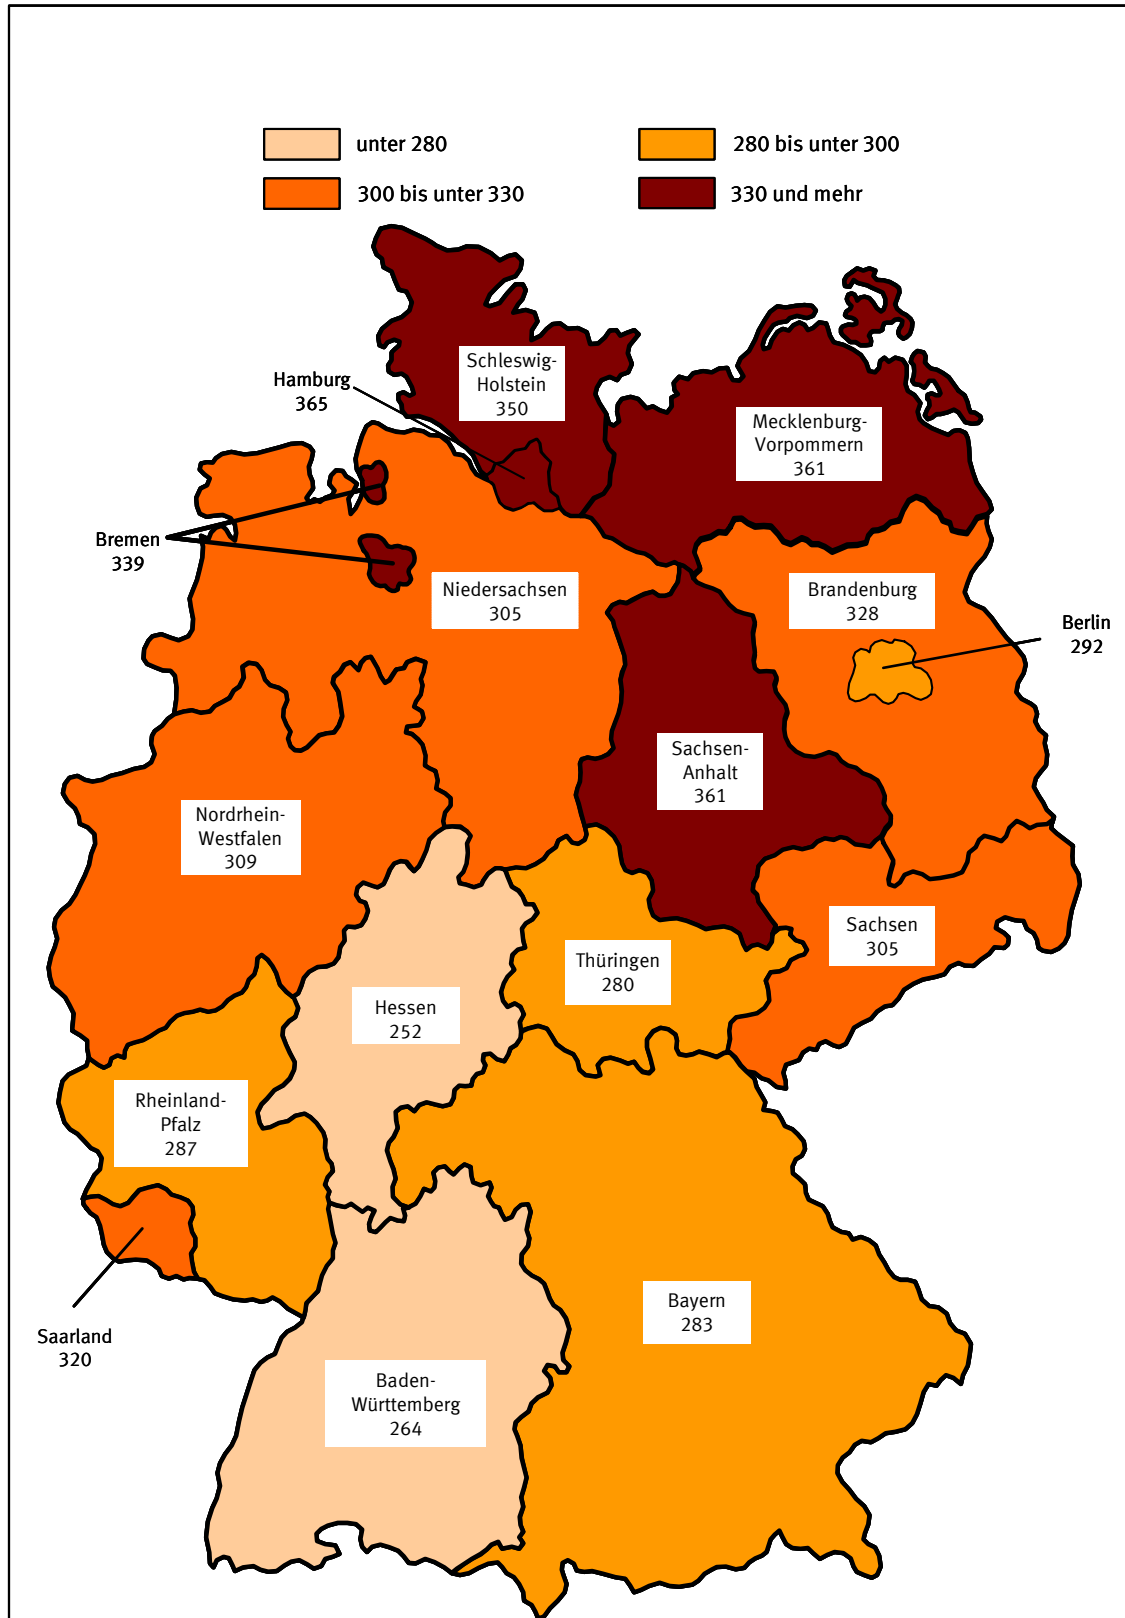 unter 280
280 bis unter 300
300 bis unter 330
330 und mehr
Schleswig-
Holstein
350
Hamburg
365
Mecklenburg-
Vorpommern
361
Bremen
339
Niedersachsen
305
Brandenburg
328
Berlin
292
Sachsen-
Anhalt
361
Nordrhein-
Westfalen
309
Sachsen
305
Thüringen
280
Hessen
252
Rheinland-
Pfalz
287
Bayern
283
Saarland
320
Baden-
Württemberg
264